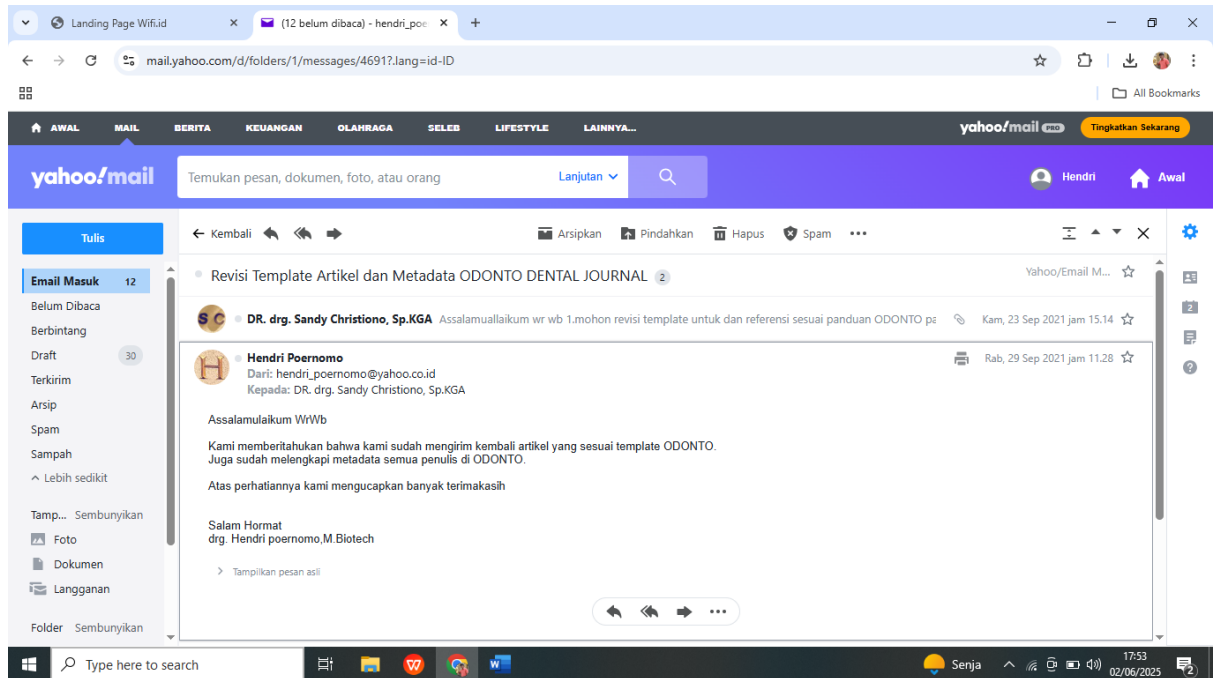 Landing Page Wifi.id
(12 belum dibaca) - hendri_poe
mail.yahoo.com/d/folders/1/messages/4691?.lang=id-ID
All Bookmarks
AWAL MAIL BERITA KEUANGAN OLAHRAGA SELEB LIFESTYLE LAINNYA...
yahoo!mail PRO
Tingkatkan Sekarang
yahoo!mail
Temukan pesan, dokumen, foto, atau orang
Lanjutan
Hendri
Awal
Tulis
Kembali
Arsipkan
Pindahkan
Hapus
Spam
Email Masuk 12
Belum Dibaca
Berbintang
Draft 30
Terkirim
Arsip
Spam
Sampah
Lebih sedikit
Tamp... Sembunyikan
Foto
Dokumen
Langganan
Folder Sembunyikan
Revisi Template Artikel dan Metadata ODONTO DENTAL JOURNAL 2
Yahoo/Email M...
S C
DR. drg. Sandy Christiono, Sp.KGA Assalamuallaikum wr wb 1.mohon revisi template untuk dan referensi sesuai panduan ODONTO pa
Kam, 23 Sep 2021 jam 15.14
H
Hendri Poernomo
Rab, 29 Sep 2021 jam 11.28
Dari: hendri_poernomo@yahoo.co.id
Kepada: DR. drg. Sandy Christiono, Sp.KGA
Assalamulaikum WrWb
Kami memberitahukan bahwa kami sudah mengirim kembali artikel yang sesuai template ODONTO.
Juga sudah melengkapi metadata semua penulis di ODONTO.
Atas perhatiannya kami mengucapkan banyak terimakasih
Salam Hormat
drg. Hendri poernomo,M.Biotech
Tampilkan pesan asli
2
Type here to search
W
W
Senja
17:53
02/06/2025
2